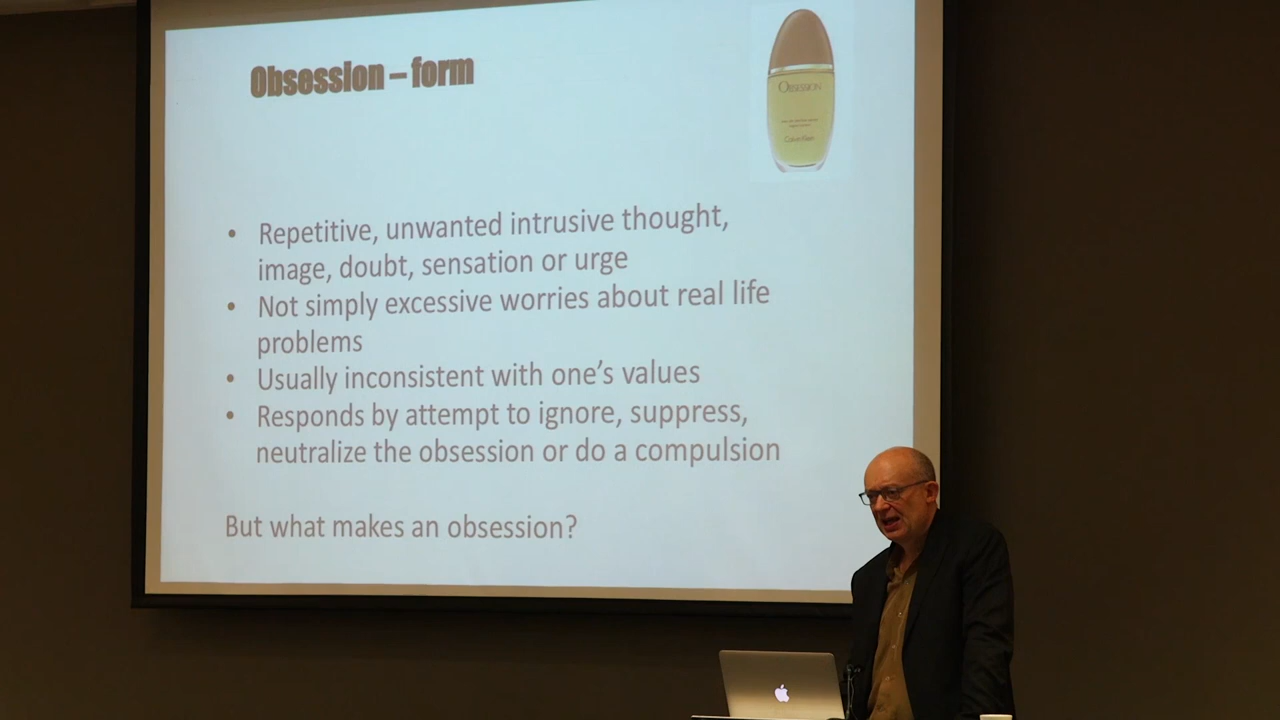 Obsession – form
OBSESSION
Calvin Klein
• Repetitive, unwanted intrusive thought,
image, doubt, sensation or urge
• Not simply excessive worries about real life
problems
• Usually inconsistent with one's values
• Responds by attempt to ignore, suppress,
neutralize the obsession or do a compulsion
But what makes an obsession?